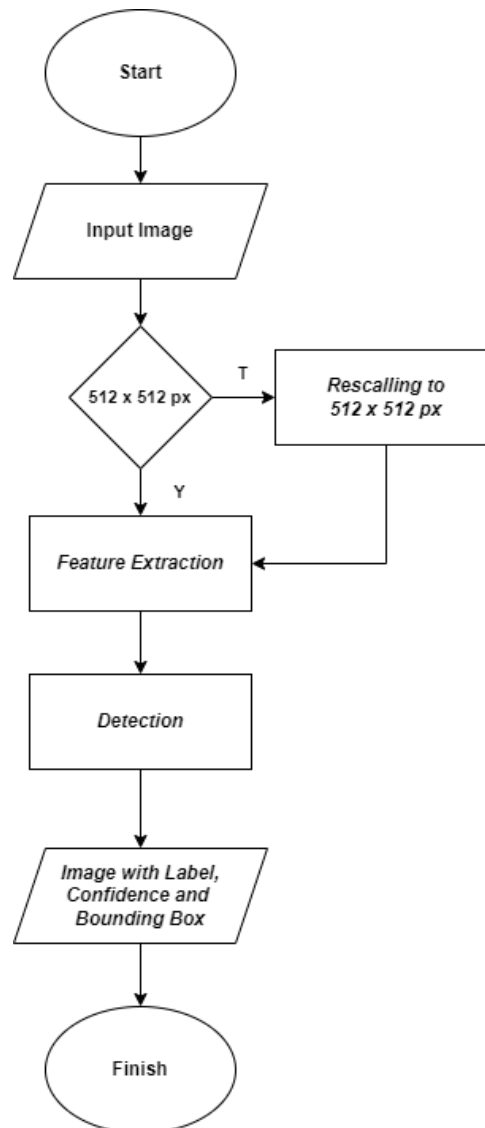 Start
Input Image
512 x 512 px
T
Rescalling to
512 x 512 px
Y
Feature Extraction
Detection
Image with Label,
Confidence and
Bounding Box
Finish